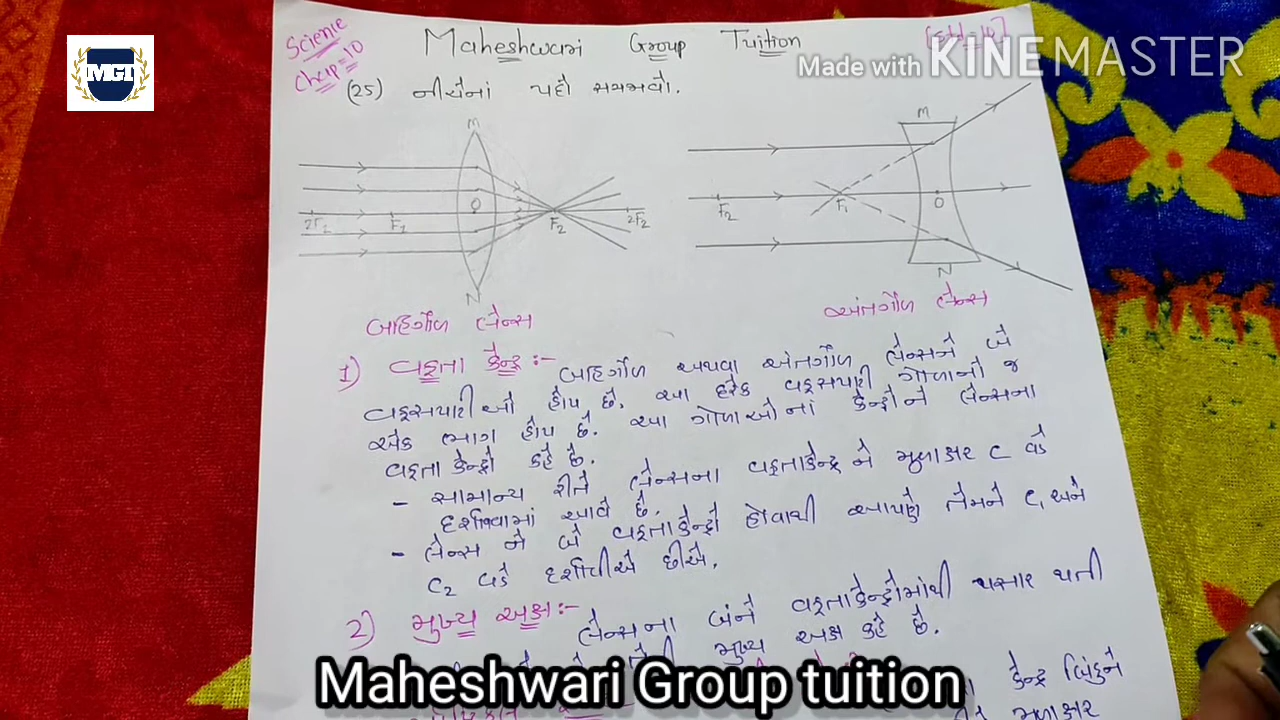 MGI
Science
Chap=10
Maheshwari Group Tuition
Made with KINEMASTER
(25) નીચેનાં પદો સમજાવો.
M
2F1 F1 O F2 2F2
N
M
F2 F1 O
N
બહિર્ગોળ લેન્સ
અંતર્ગોળ લેન્સ
1) વક્રતા કેન્દ્ર :-
બહિર્ગોળ અથવા અંતર્ગોળ લેન્સને બે
વક્રસપાટીઓ હોય છે. આ દરેક વક્રસપાટી ગોળાનો જ
એક ભાગ હોય છે. આ ગોળાઓનાં કેન્દ્રોને લેન્સના
વક્રતા કેન્દ્રો કહે છે.
- સામાન્ય રીતે લેન્સના વક્રતાકેન્દ્ર ને મૂળાક્ષર C વડે
દર્શાવવામાં આવે છે.
- લેન્સ ને બે વક્રતાકેન્દ્રો હોવાથી આપણે તેમને C1 અને
C2 વડે દર્શાવીએ છીએ.
2) મુખ્ય અક્ષ :-
લેન્સના બંને વક્રતાકેન્દ્રોમાંથી પસાર થતી
મુખ્ય અક્ષ કહે છે.
કેન્દ્ર બિંદુને
મૂળાક્ષર
Maheshwari Group tuition